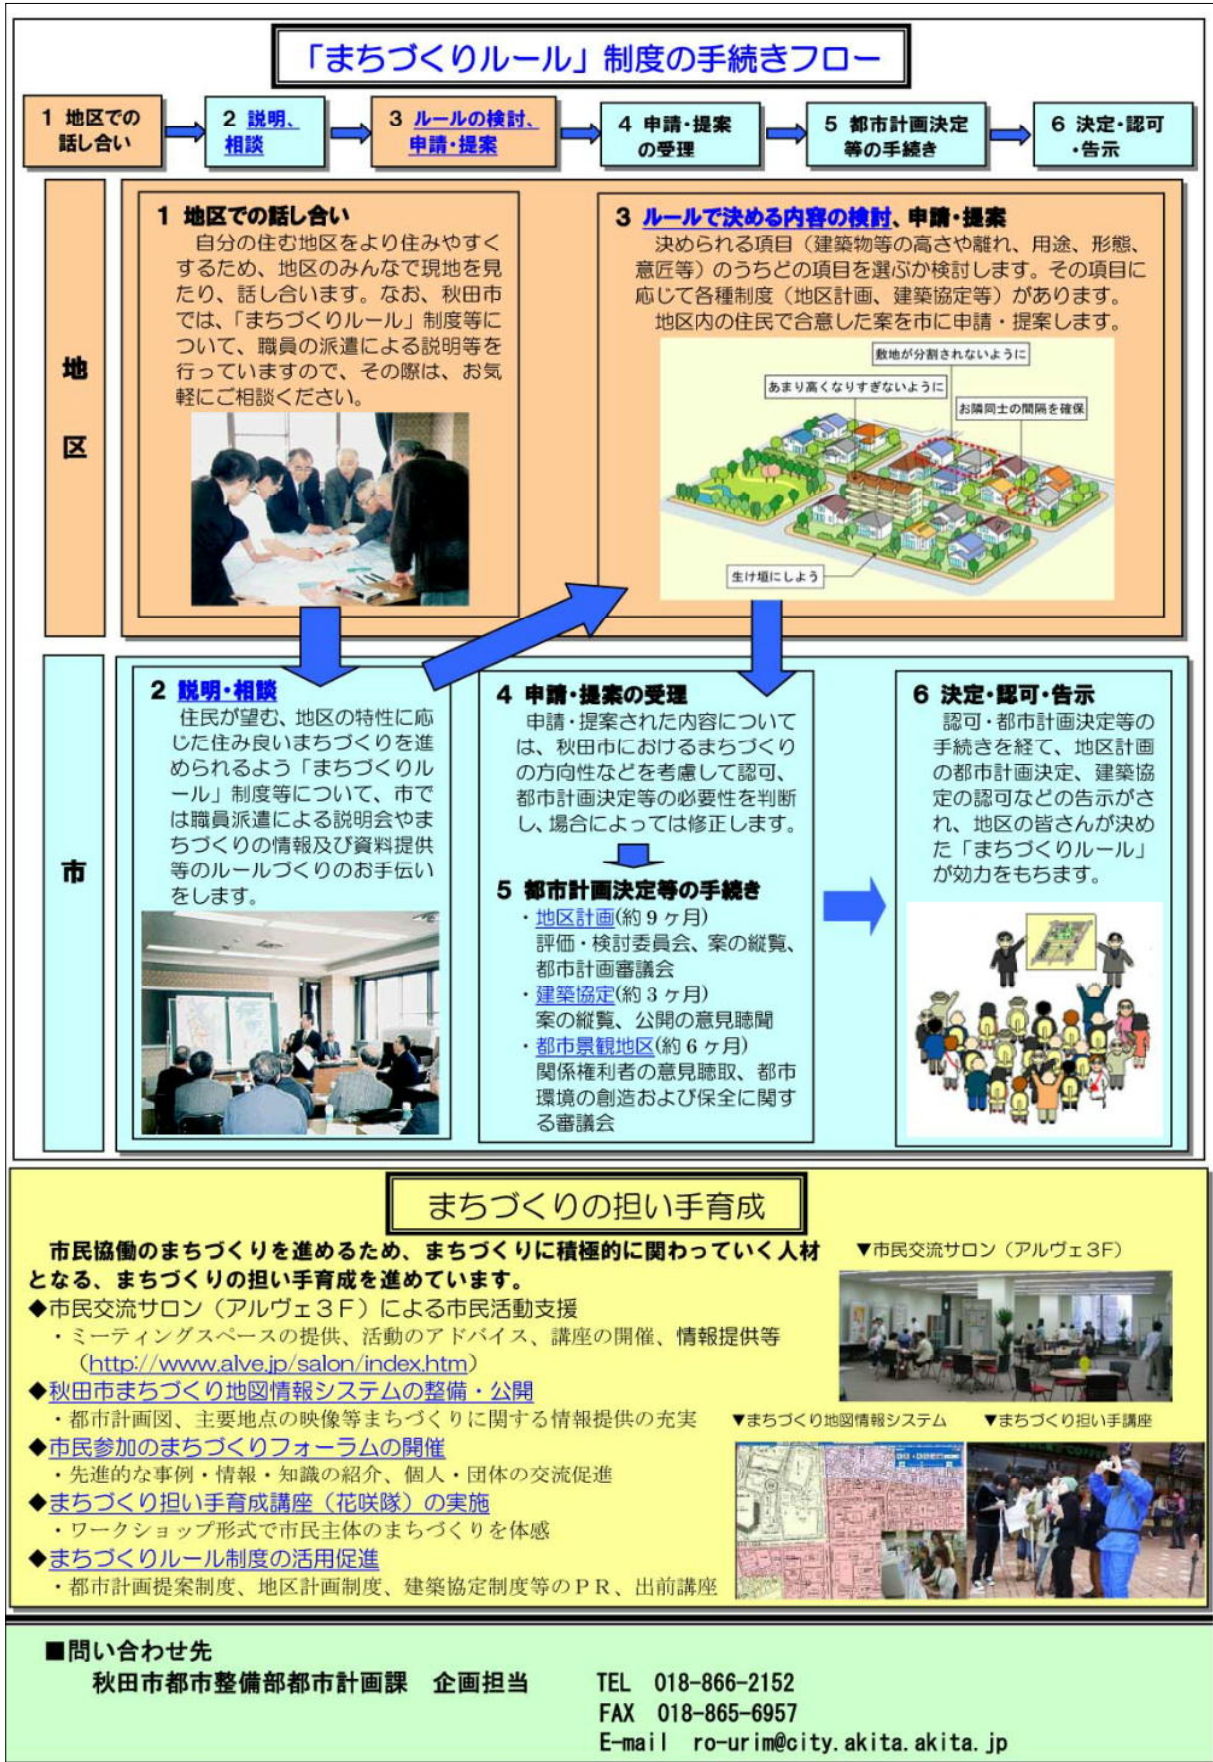 「まちづくりルール」制度の手続きフロー
1 地区での
話し合い
2 説明、
相談
3 ルールの検討、
申請・提案
4 申請・提案
の受理
5 都市計画決定
等の手続き
6 決定・認可
・告示
地
区
1 地区での話し合い
自分の住む地区をより住みやすく
するため、地区のみんなで現地を見
たり、話し合います。なお、秋田市
では、「まちづくりルール」制度等に
ついて、職員の派遣による説明等を
行っていますので、その際は、お気
軽にご相談ください。
3 ルールで決める内容の検討、申請・提案
決められる項目（建築物等の高さや離れ、用途、形態、
意匠等）のうちどの項目を選ぶか検討します。その項目に
応じて各種制度（地区計画、建築協定等）があります。
地区内の住民で合意した案を市に申請・提案します。
敷地が分割されないように
あまり高くなりすぎないように
お隣同士の間隔を確保
生け垣にしよう
市
2 説明・相談
住民が望む、地区の特性に応
じた住み良いまちづくりを進
められるよう「まちづくりル
ール」制度等について、市で
は職員派遣による説明会やま
ちづくりの情報及び資料提供
等のルールづくりのお手伝い
をします。
4 申請・提案の受理
申請・提案された内容について
は、秋田市におけるまちづくり
の方向性などを考慮して認可、
都市計画決定等の必要性を判断
し、場合によっては修正します。
5 都市計画決定等の手続き
・地区計画(約9ヶ月)
評価・検討委員会、案の縦覧、
都市計画審議会
・建築協定(約3ヶ月)
案の縦覧、公開の意見聴聞
・都市景観地区(約6ヶ月)
関係権利者の意見聴取、都市
環境の創造および保全に関す
る審議会
6 決定・認可・告示
認可・都市計画決定等の
手続きを経て、地区計画
の都市計画決定、建築協
定の認可などの告示がさ
れ、地区の皆さんが決め
た「まちづくりルール」
が効力をもちます。
まちづくりの担い手育成
市民協働のまちづくりを進めるため、まちづくりに積極的に関わっていく人材
となる、まちづくりの担い手育成を進めています。
◆市民交流サロン（アルヴェ３Ｆ）による市民活動支援
・ミーティングスペースの提供、活動のアドバイス、講座の開催、情報提供等
（http://www.alve.jp/salon/index.htm）
◆秋田市まちづくり地図情報システムの整備・公開
・都市計画図、主要地点の映像等まちづくりに関する情報提供の充実
◆市民参加のまちづくりフォーラムの開催
・先進的な事例・情報・知識の紹介、個人・団体の交流促進
◆まちづくり担い手育成講座（花咲隊）の実施
・ワークショップ形式で市民主体のまちづくりを体感
◆まちづくりルール制度の活用促進
・都市計画提案制度、地区計画制度、建築協定制度等のＰＲ、出前講座
▼市民交流サロン（アルヴェ３Ｆ）
▼まちづくり地図情報システム
▼まちづくり担い手講座
■問い合わせ先
秋田市都市整備部都市計画課 企画担当
TEL 018-866-2152
FAX 018-865-6957
E-mail ro-urim@city.akita.akita.jp